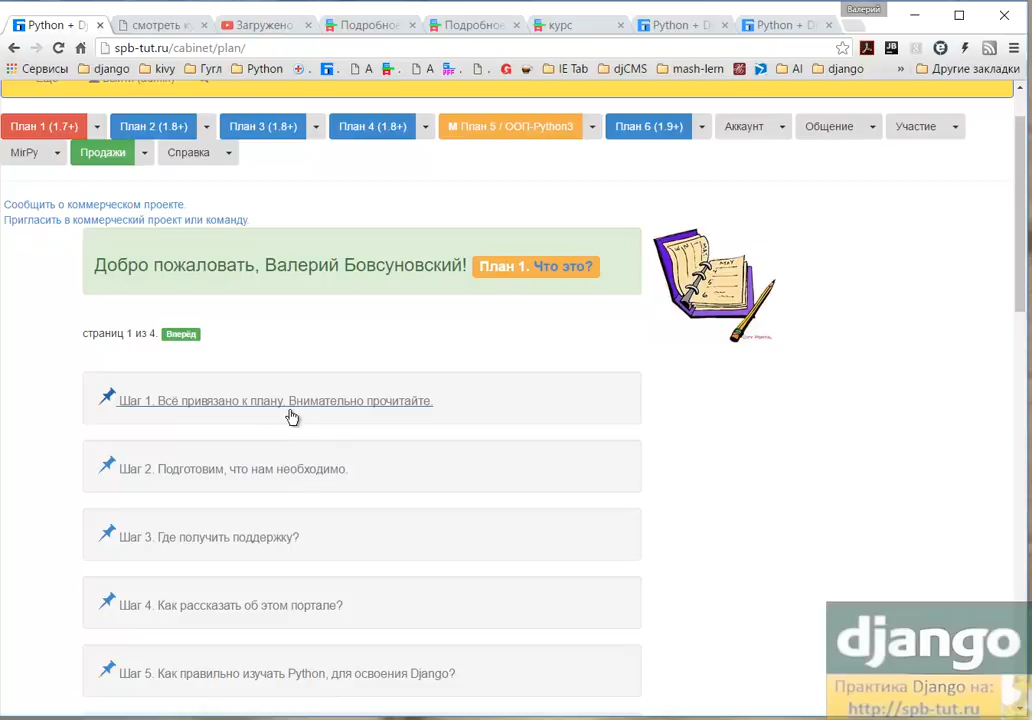 Валерий
Python + Dj
смотреть ку
Загружено
Подробное
Подробное
курс
Python + D
Python + D
spb-tut.ru/cabinet/plan/
Сервисы
django
kivy
Гугл
Python
A
A
IE Tab
djCMS
mash-lern
AI
django
»
Другие закладки
План 1 (1.7+)
План 2 (1.8+)
План 3 (1.8+)
План 4 (1.8+)
М План 5 / ООП-Python3
План 6 (1.9+)
Аккаунт
Общение
Участие
MirPy
Продажи
Справка
Сообщить о коммерческом проекте.
Пригласить в коммерческий проект или команду.
Добро пожаловать, Валерий Бовсуновский! План 1. Что это?
страниц 1 из 4. Вперёд
Шаг 1. Всё привязано к плану. Внимательно прочитайте.
Шаг 2. Подготовим, что нам необходимо.
Шаг 3. Где получить поддержку?
Шаг 4. Как рассказать об этом портале?
Шаг 5. Как правильно изучать Python, для освоения Django?
django
Практика Django на:
http://spb-tut.ru